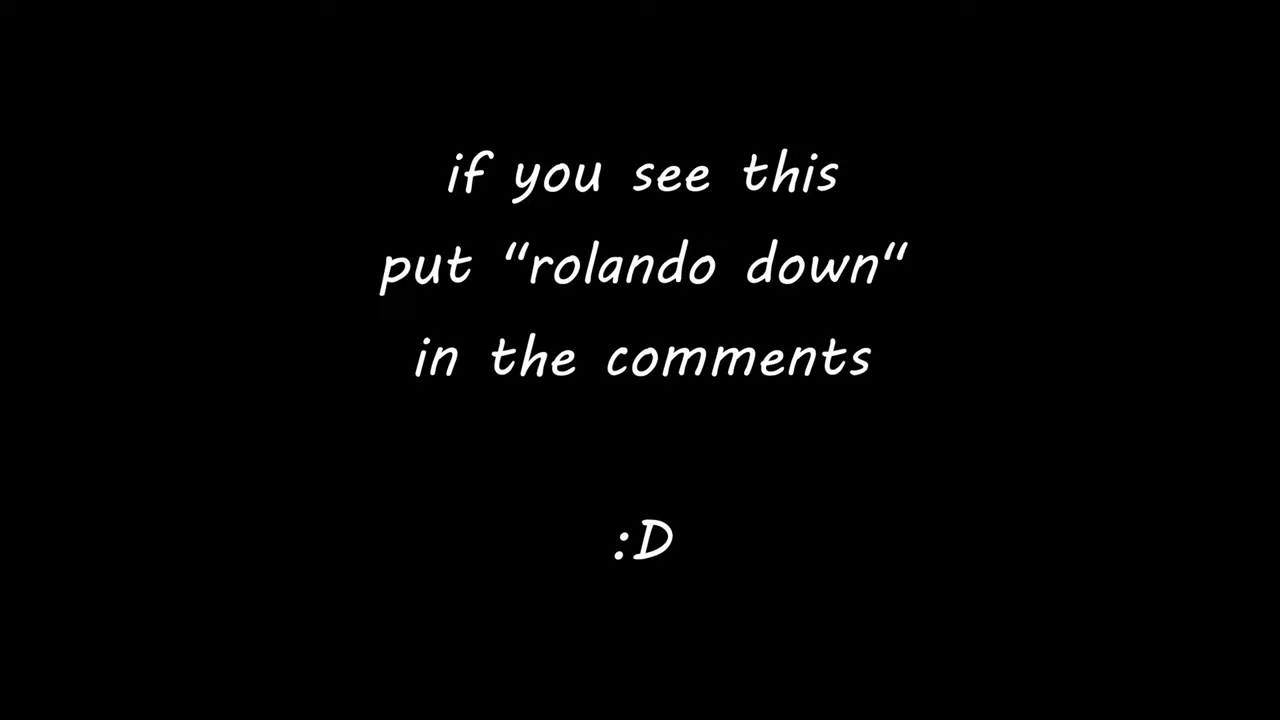 if you see this
put “rolando down“
in the comments
:D